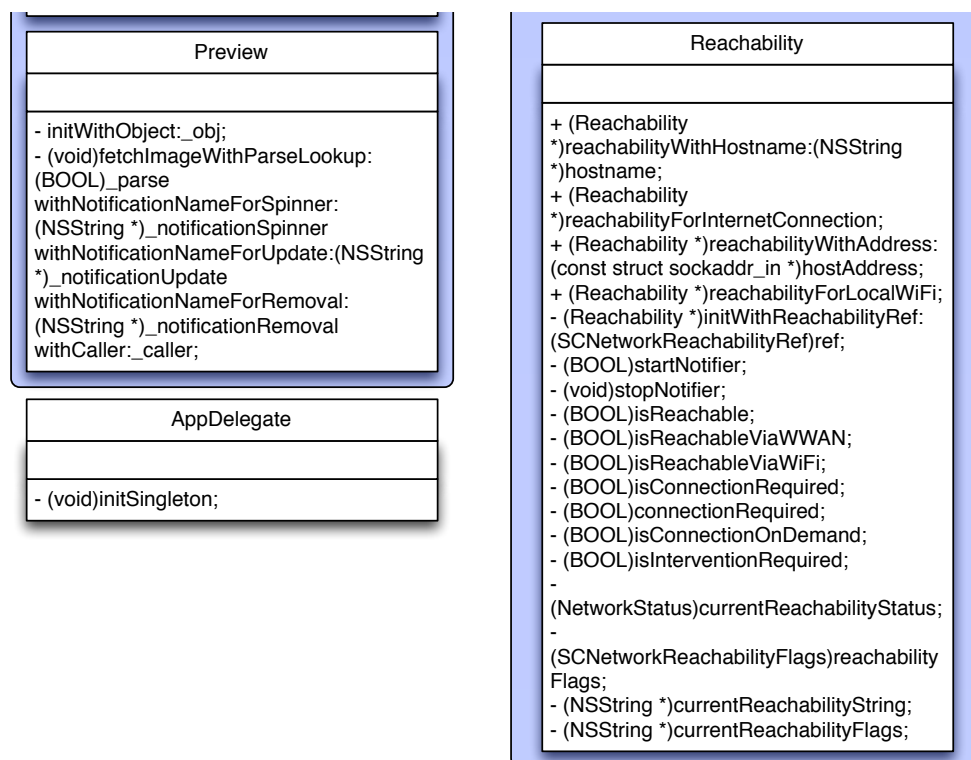 Preview
- initWithObject:_obj;
- (void)fetchImageWithParseLookup:
(BOOL)_parse
withNotificationNameForSpinner:
(NSString *)_notificationSpinner
withNotificationNameForUpdate:(NSString
*)_notificationUpdate
withNotificationNameForRemoval:
(NSString *)_notificationRemoval
withCaller:_caller;
AppDelegate
- (void)initSingleton;
Reachability
+ (Reachability
*)reachabilityWithHostname:(NSString
*)hostname;
+ (Reachability
*)reachabilityForInternetConnection;
+ (Reachability *)reachabilityWithAddress:
(const struct sockaddr_in *)hostAddress;
+ (Reachability *)reachabilityForLocalWiFi;
- (Reachability *)initWithReachabilityRef:
(SCNetworkReachabilityRef)ref;
- (BOOL)startNotifier;
- (void)stopNotifier;
- (BOOL)isReachable;
- (BOOL)isReachableViaWWAN;
- (BOOL)isReachableViaWiFi;
- (BOOL)isConnectionRequired;
- (BOOL)connectionRequired;
- (BOOL)isConnectionOnDemand;
- (BOOL)isInterventionRequired;
-
(NetworkStatus)currentReachabilityStatus;
-
(SCNetworkReachabilityFlags)reachability
Flags;
- (NSString *)currentReachabilityString;
- (NSString *)currentReachabilityFlags;